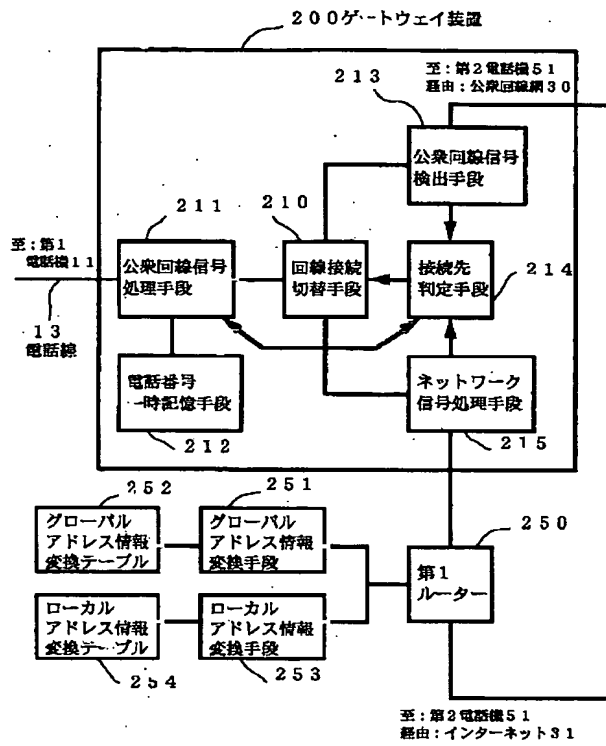 200ゲートウェイ装置
213
至：第2電話機51
経由：公衆回線網30
公衆回線信号
検出手段
211
210
至：第1
電話機11
公衆回線信号
処理手段
回線接続
切替手段
接続先
判定手段
214
13
電話線
電話番号
一時記憶手段
212
ネットワーク
信号処理手段
215
252
251
250
グローバル
アドレス情報
変換テーブル
グローバル
アドレス情報
変換手段
第1
ルーター
ローカル
アドレス情報
変換テーブル
ローカル
アドレス情報
変換手段
254
253
至：第2電話機51
経由：インターネット31